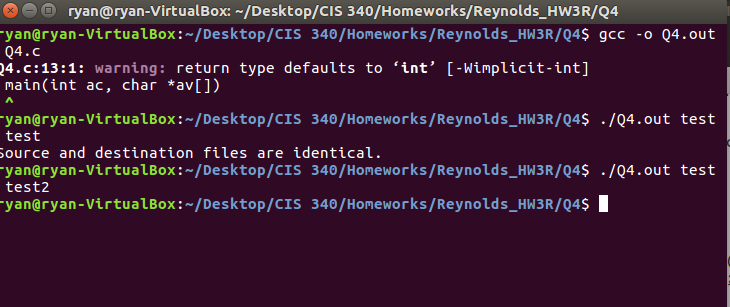 ryan@ryan-VirtualBox: ~/Desktop/CIS 340/Homeworks/Reynolds_HW3R/Q4
ryan@ryan-VirtualBox:~/Desktop/CIS 340/Homeworks/Reynolds_HW3R/Q4$ gcc -o Q4.out
Q4.c
Q4.c:13:1: warning: return type defaults to ‘int’ [-Wimplicit-int]
main(int ac, char *av[])
^
ryan@ryan-VirtualBox:~/Desktop/CIS 340/Homeworks/Reynolds_HW3R/Q4$ ./Q4.out test
test
Source and destination files are identical.
ryan@ryan-VirtualBox:~/Desktop/CIS 340/Homeworks/Reynolds_HW3R/Q4$ ./Q4.out test
test2
ryan@ryan-VirtualBox:~/Desktop/CIS 340/Homeworks/Reynolds_HW3R/Q4$